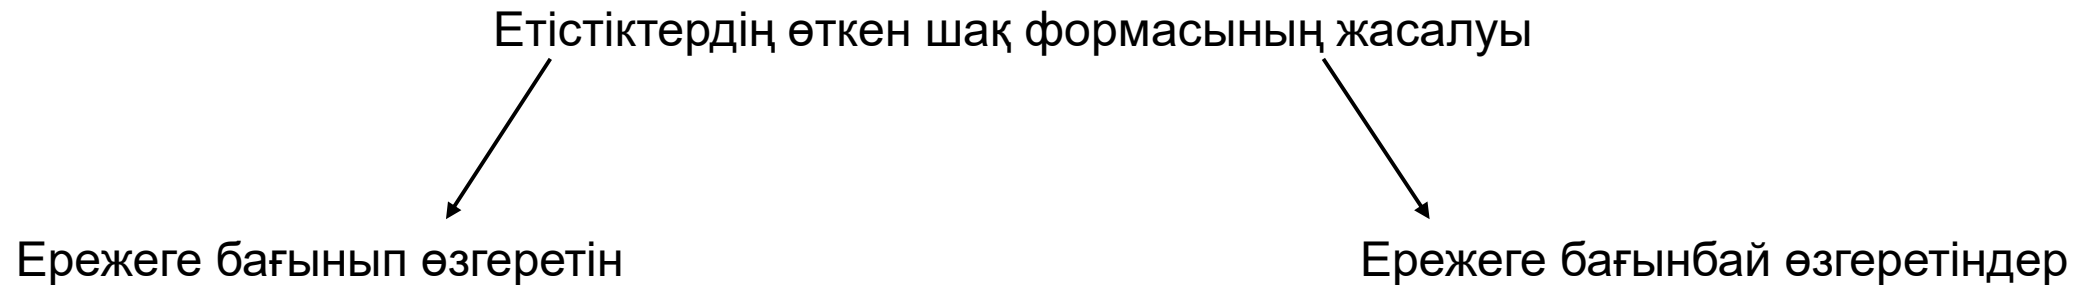 Етістіктердің өткен шақ формасының жасалуы
Ережеге бағынып өзгеретін
Ережеге бағынбай өзгеретіндер